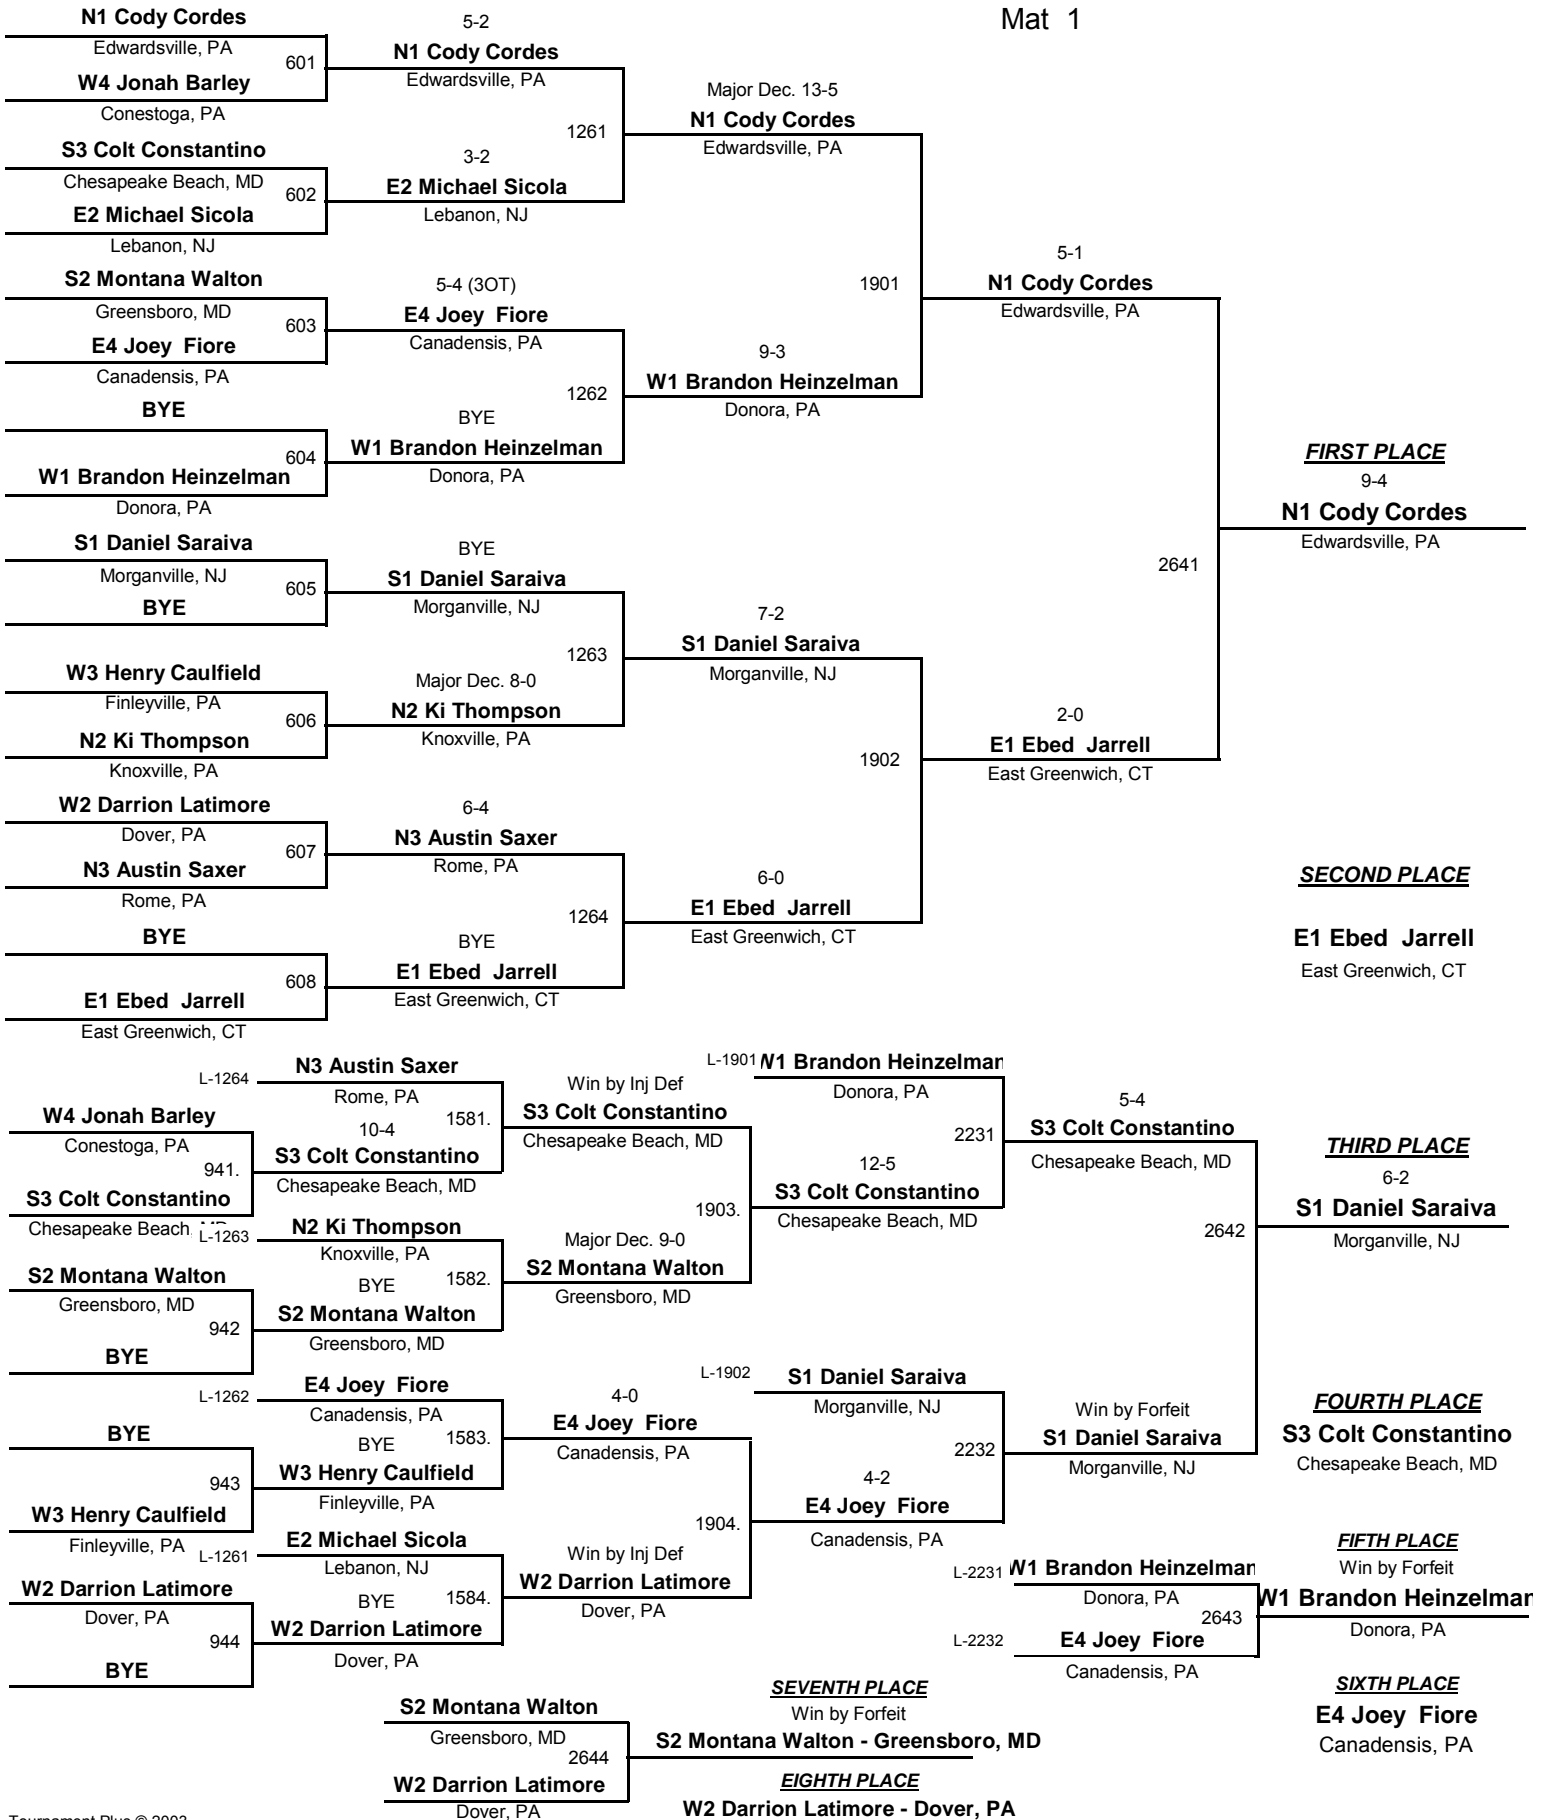 Mat 1
N1 Cody Cordes
Edwardsville, PA
601
W4 Jonah Barley
Conestoga, PA
S3 Colt Constantino
Chesapeake Beach, MD
602
E2 Michael Sicola
Lebanon, NJ
S2 Montana Walton
Greensboro, MD
603
E4 Joey Fiore
Canadensis, PA
BYE
604
W1 Brandon Heinzelman
Donora, PA
S1 Daniel Saraiva
Morganville, NJ
605
BYE
W3 Henry Caulfield
Finleyville, PA
606
N2 Ki Thompson
Knoxville, PA
W2 Darrion Latimore
Dover, PA
607
N3 Austin Saxer
Rome, PA
BYE
608
E1 Ebed Jarrell
East Greenwich, CT
5-2
N1 Cody Cordes
Edwardsville, PA
1261
3-2
E2 Michael Sicola
Lebanon, NJ
5-4 (3OT)
E4 Joey Fiore
Canadensis, PA
1262
BYE
W1 Brandon Heinzelman
Donora, PA
BYE
S1 Daniel Saraiva
Morganville, NJ
1263
Major Dec. 8-0
N2 Ki Thompson
Knoxville, PA
6-4
N3 Austin Saxer
Rome, PA
1264
BYE
E1 Ebed Jarrell
East Greenwich, CT
Major Dec. 13-5
N1 Cody Cordes
Edwardsville, PA
1901
9-3
W1 Brandon Heinzelman
Donora, PA
7-2
S1 Daniel Saraiva
Morganville, NJ
1902
6-0
E1 Ebed Jarrell
East Greenwich, CT
5-1
N1 Cody Cordes
Edwardsville, PA
2641
2-0
E1 Ebed Jarrell
East Greenwich, CT
FIRST PLACE
9-4
N1 Cody Cordes
Edwardsville, PA
SECOND PLACE
E1 Ebed Jarrell
East Greenwich, CT
W4 Jonah Barley
Conestoga, PA
941.
S3 Colt Constantino
Chesapeake Beach,
S2 Montana Walton
Greensboro, MD
942
BYE
BYE
943
W3 Henry Caulfield
Finleyville, PA
W2 Darrion Latimore
Dover, PA
944
BYE
L-1264
N3 Austin Saxer
Rome, PA
1581.
10-4
S3 Colt Constantino
Chesapeake Beach, MD
L-1263
N2 Ki Thompson
Knoxville, PA
1582.
BYE
S2 Montana Walton
Greensboro, MD
L-1262
E4 Joey Fiore
Canadensis, PA
1583.
BYE
W3 Henry Caulfield
Finleyville, PA
L-1261
E2 Michael Sicola
Lebanon, NJ
1584.
BYE
W2 Darrion Latimore
Dover, PA
Win by Inj Def
S3 Colt Constantino
Chesapeake Beach, MD
1903.
Major Dec. 9-0
S2 Montana Walton
Greensboro, MD
4-0
E4 Joey Fiore
Canadensis, PA
1904.
Win by Inj Def
W2 Darrion Latimore
Dover, PA
L-1901
W1 Brandon Heinzelman
Donora, PA
2231
12-5
S3 Colt Constantino
Chesapeake Beach, MD
L-1902
S1 Daniel Saraiva
Morganville, NJ
2232
4-2
E4 Joey Fiore
Canadensis, PA
5-4
S3 Colt Constantino
Chesapeake Beach, MD
2642
Win by Forfeit
S1 Daniel Saraiva
Morganville, NJ
THIRD PLACE
6-2
S1 Daniel Saraiva
Morganville, NJ
FOURTH PLACE
S3 Colt Constantino
Chesapeake Beach, MD
L-2231
W1 Brandon Heinzelman
Donora, PA
2643
L-2232
E4 Joey Fiore
Canadensis, PA
FIFTH PLACE
Win by Forfeit
W1 Brandon Heinzelman
Donora, PA
SIXTH PLACE
E4 Joey Fiore
Canadensis, PA
S2 Montana Walton
Greensboro, MD
2644
W2 Darrion Latimore
Dover, PA
SEVENTH PLACE
Win by Forfeit
S2 Montana Walton - Greensboro, MD
EIGHTH PLACE
W2 Darrion Latimore - Dover, PA